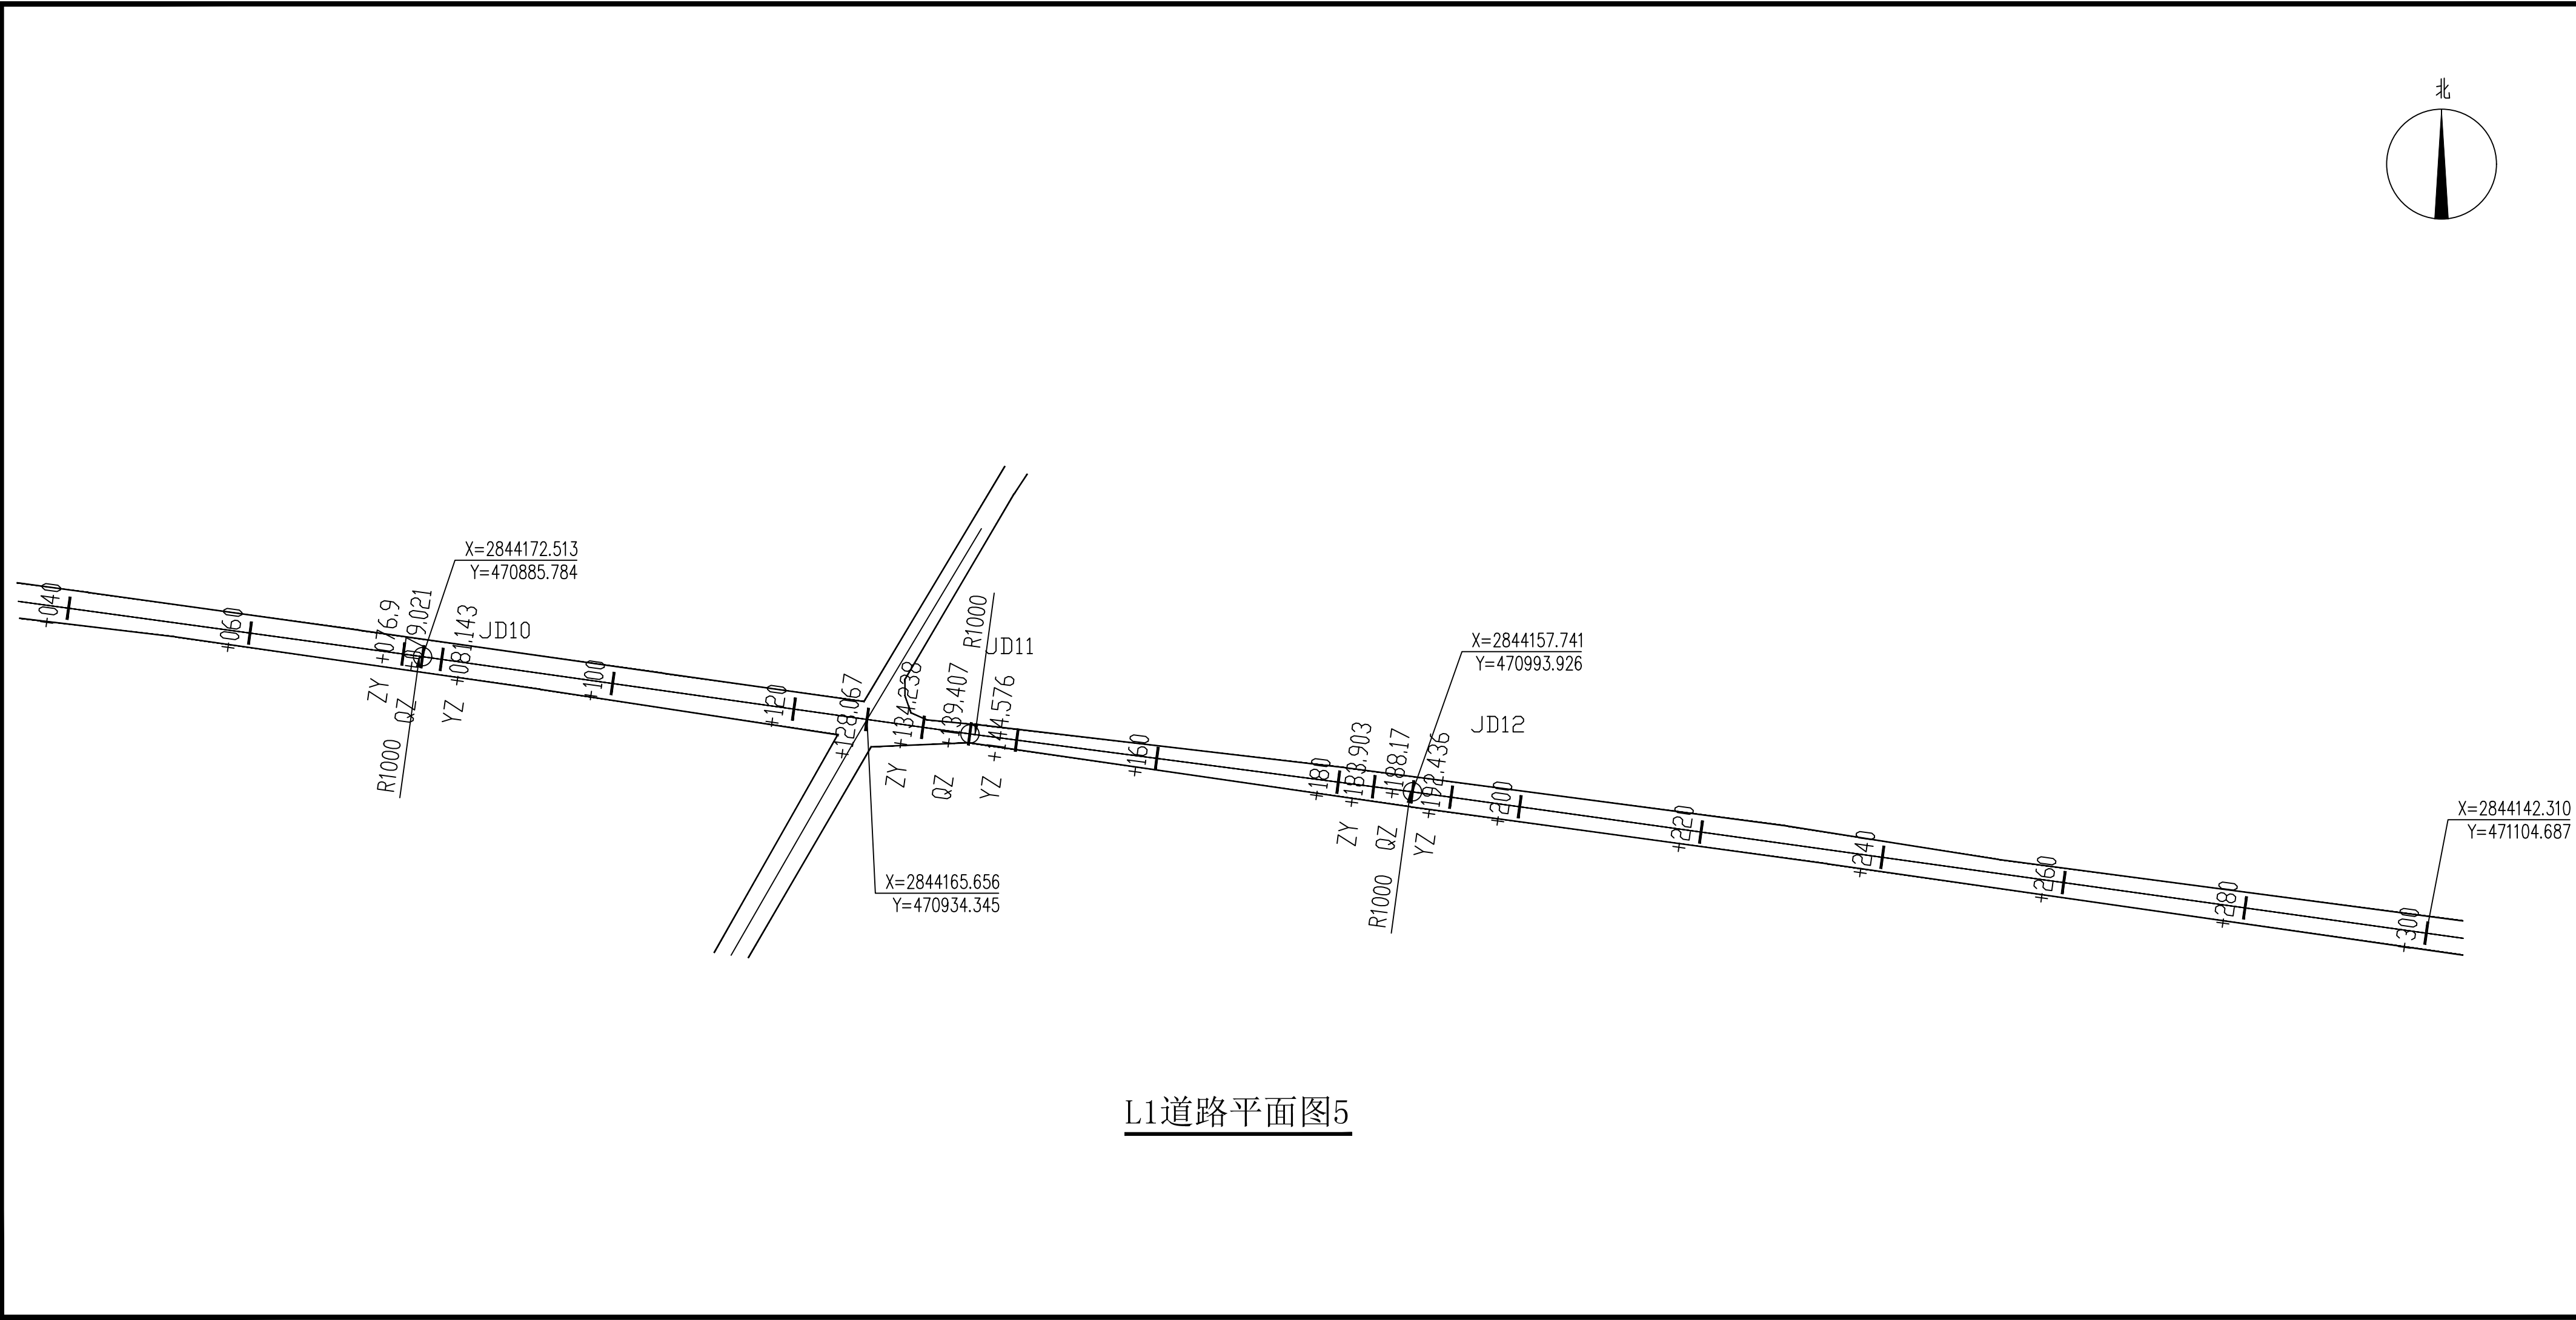 北
X=2844172.513
Y=470885.784
+040
+060
ZY +076.9
QZ +079.021
YZ +081.143
JD10
R1000
+100
+120
+128.067
X=2844165.656
Y=470934.345
ZY +134.238
QZ +139.407
YZ +144.576
R1000
JD11
+160
+180
ZY +183.903
QZ +188.17
YZ +192.436
R1000
JD12
X=2844157.741
Y=470993.926
+200
+220
+240
+260
+280
+300
X=2844142.310
Y=471104.687
L1道路平面图5